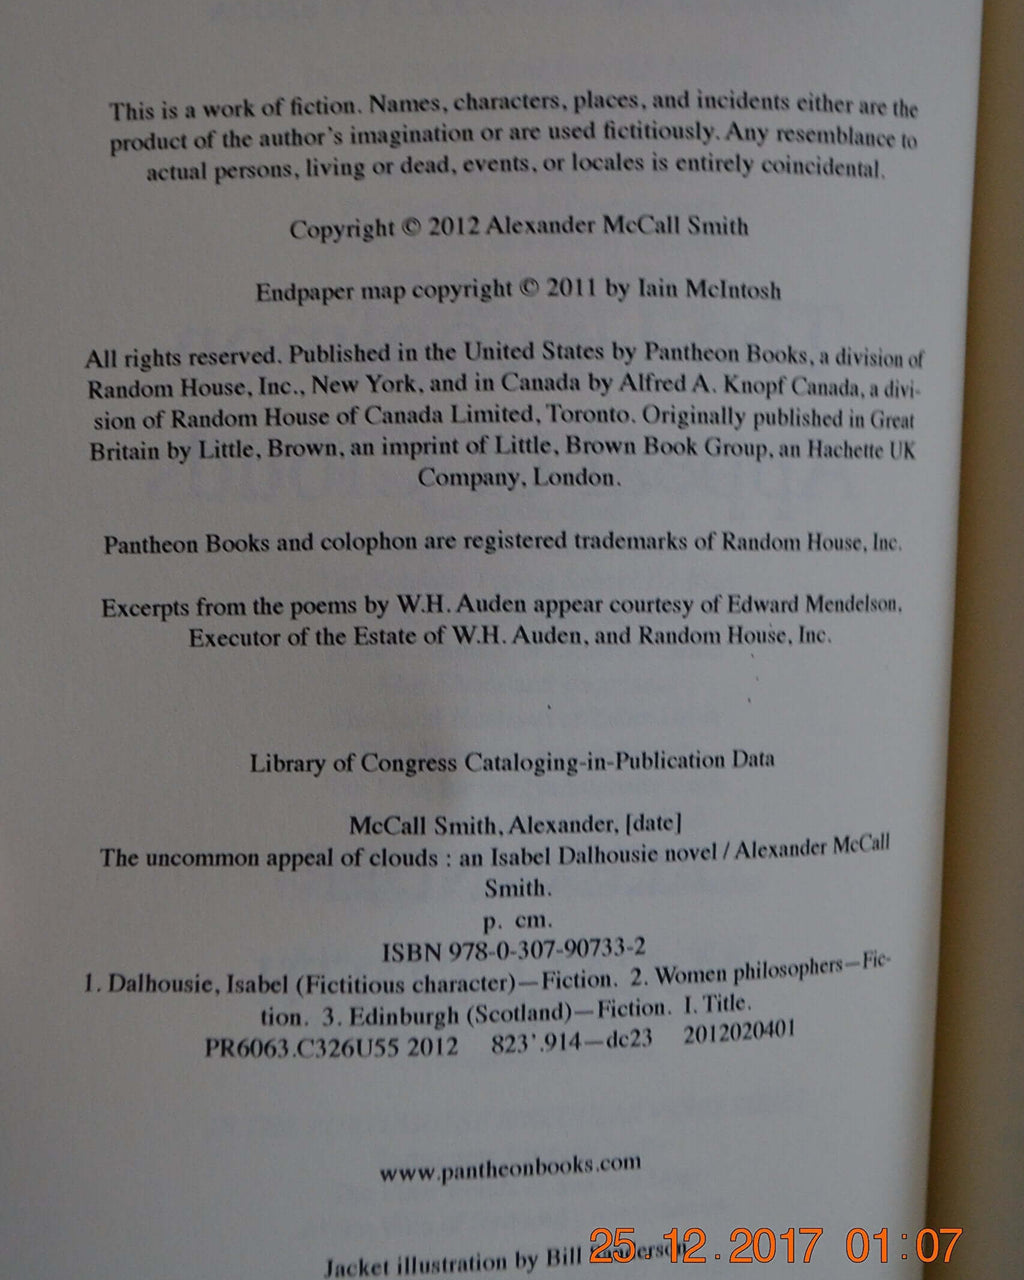 This is a work of fiction. Names, characters, places, and incidents either are the
product of the author's imagination or are used fictitiously. Any resemblance to
actual persons, living or dead, events, or locales is entirely coincidental.
Copyright © 2012 Alexander McCall Smith
Endpaper map copyright © 2011 by Iain McIntosh
All rights reserved. Published in the United States by Pantheon Books, a division of
Random House, Inc., New York, and in Canada by Alfred A. Knopf Canada, a divi-
sion of Random House of Canada Limited, Toronto. Originally published in Great
Britain by Little, Brown, an imprint of Little, Brown Book Group, an Hachette UK
Company, London.
Pantheon Books and colophon are registered trademarks of Random House, Inc.
Excerpts from the poems by W.H. Auden appear courtesy of Edward Mendelson,
Executor of the Estate of W.H. Auden, and Random House, Inc.
Library of Congress Cataloging-in-Publication Data
McCall Smith, Alexander, [date]
The uncommon appeal of clouds : an Isabel Dalhousie novel / Alexander McCall
Smith.
p. cm.
ISBN 978-0-307-90733-2
1. Dalhousie, Isabel (Fictitious character)—Fiction. 2. Women philosophers—Fic-
tion. 3. Edinburgh (Scotland)—Fiction. I. Title.
PR6063.C326U55 2012 823'.914—dc23 2012020401
www.pantheonbooks.com
Jacket illustration by Bill
25.12.2017 01:07